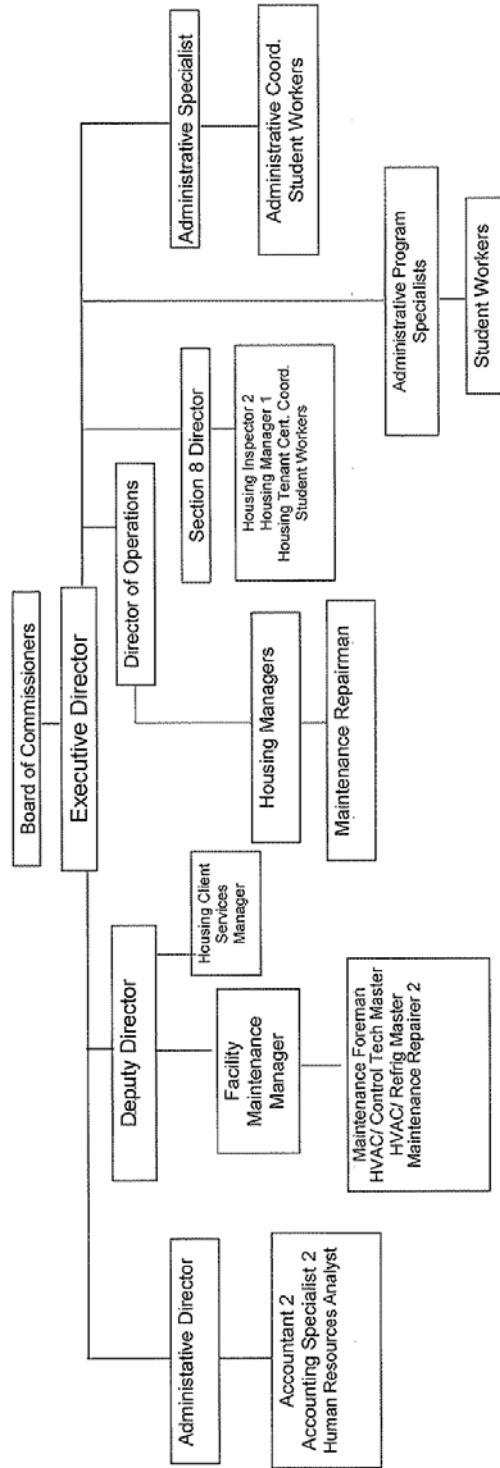 Board of Commissioners
Executive Director
Administative Director
Accountant 2
Accounting Specialist 2
Human Resources Analyst
Deputy Director
Facility
Maintenance
Manager
Maintenance Foreman
HVAC/ Control Tech Master
HVAC/ Refrig Master
Maintenance Repairer 2
Housing Client
Services
Manager
Director of Operations
Housing Managers
Maintenance Repairman
Section 8 Director
Housing Inspector 2
Housing Manager 1
Housing Tenant Cert. Coord.
Student Workers
Administrative Program
Specialists
Student Workers
Administrative Specialist
Administrative Coord.
Student Workers